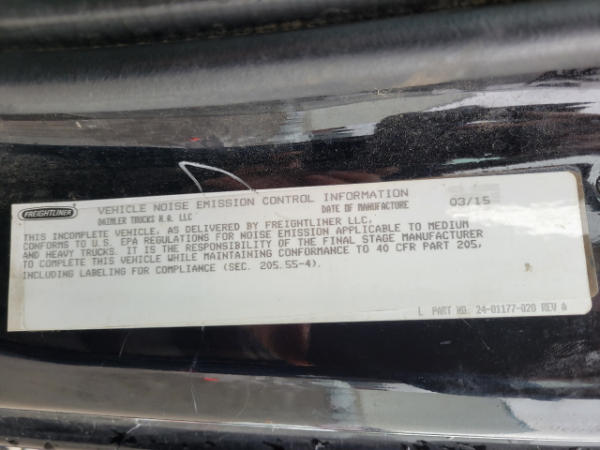 FREIGHTLINER
VEHICLE NOISE EMISSION CONTROL INFORMATION
DAIMLER TRUCKS N.A. LLC DATE OF MANUFACTURE 03/15
THIS INCOMPLETE VEHICLE, AS DELIVERED BY FREIGHTLINER LLC,
CONFORMS TO U.S. EPA REGULATIONS FOR NOISE EMISSION APPLICABLE TO MEDIUM
AND HEAVY TRUCKS. IT IS THE RESPONSIBILITY OF THE FINAL STAGE MANUFACTURER
TO COMPLETE THIS VEHICLE WHILE MAINTAINING CONFORMANCE TO 40 CFR PART 205,
INCLUDING LABELING FOR COMPLIANCE (SEC. 205.55-4).
L PART NO. 24-01177-020 REV A